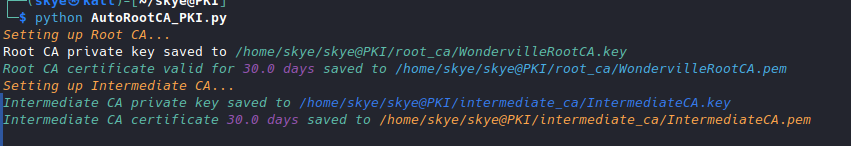 (skye㉿kali)-[~/skye@PKI]
$ python AutoRootCA_PKI.py
Setting up Root CA...
Root CA private key saved to /home/skye/skye@PKI/root_ca/WondervilleRootCA.key
Root CA certificate valid for 30.0 days saved to /home/skye/skye@PKI/root_ca/WondervilleRootCA.pem
Setting up Intermediate CA...
Intermediate CA private key saved to /home/skye/skye@PKI/intermediate_ca/IntermediateCA.key
Intermediate CA certificate 30.0 days saved to /home/skye/skye@PKI/intermediate_ca/IntermediateCA.pem